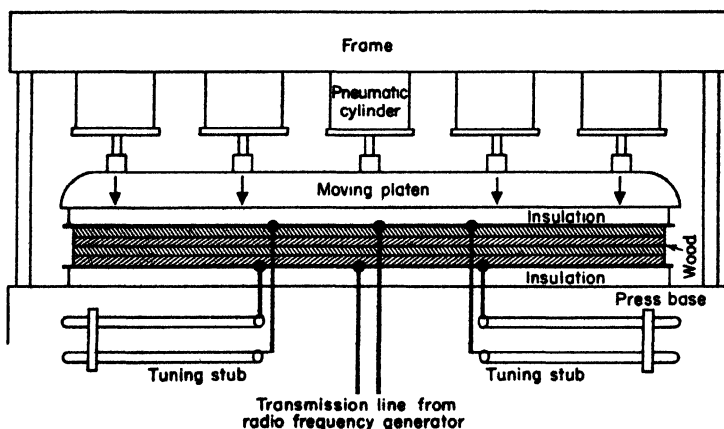 Frame
Pneumatic
cylinder
Moving platen
Insulation
Wood
Insulation
Press base
Tuning stub
Tuning stub
Transmission line from
radio frequency generator